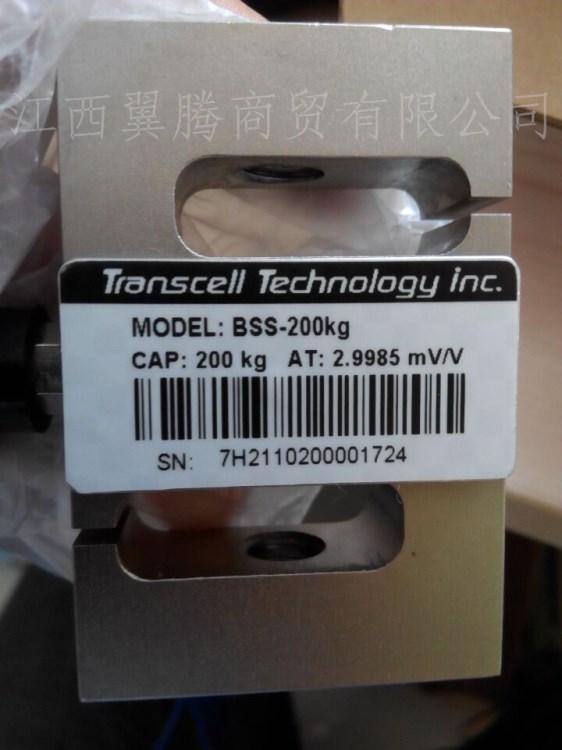 江西翼腾商贸有限公司
Transcell Technology inc.
MODEL: BSS-200kg
CAP: 200 kg AT: 2.9985 mV/V
SN: 7H2110200001724